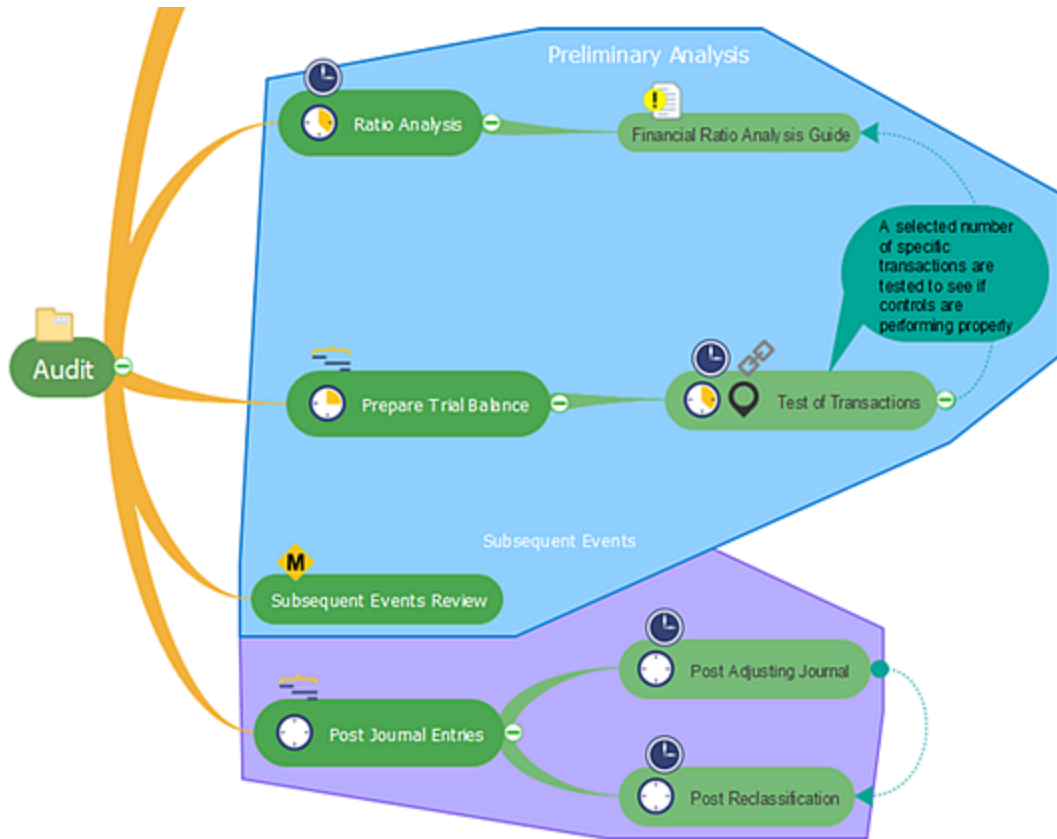 Preliminary Analysis
Ratio Analysis
!
Financial Ratio Analysis Guide
A selected number
of specific
transactions are
tested to see if
controls are
performing properly
Audit
Prepare Trial Balance
Test of Transactions
Subsequent Events
M
Subsequent Events Review
Post Adjusting Journal
Post Journal Entries
Post Reclassification